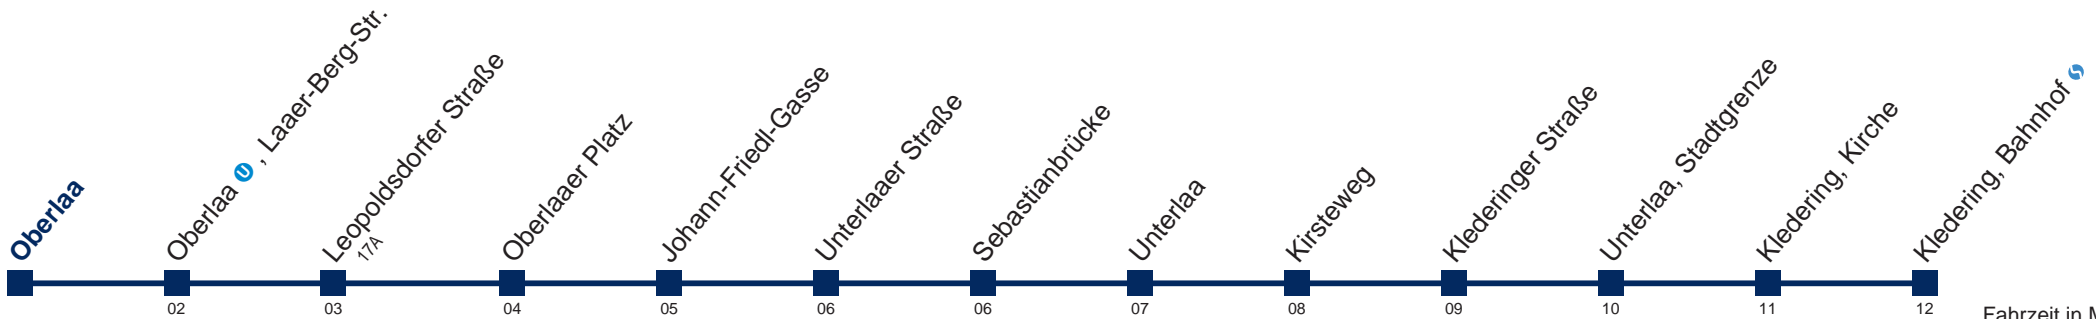 Oberlaa
Oberlaa U , Laaer-Berg-Str.
Leopoldsdorfer Straße
17A
Oberlaaer Platz
Johann-Friedl-Gasse
Unterlaaer Straße
Sebastianbrücke
Unterlaa
Kirsteweg
Klederinger Straße
Unterlaa, Stadtgrenze
Kledering, Kirche
Kledering, Bahnhof S
02 03 04 05 06 06 07 08 09 10 11 12
Fahrzeit in M